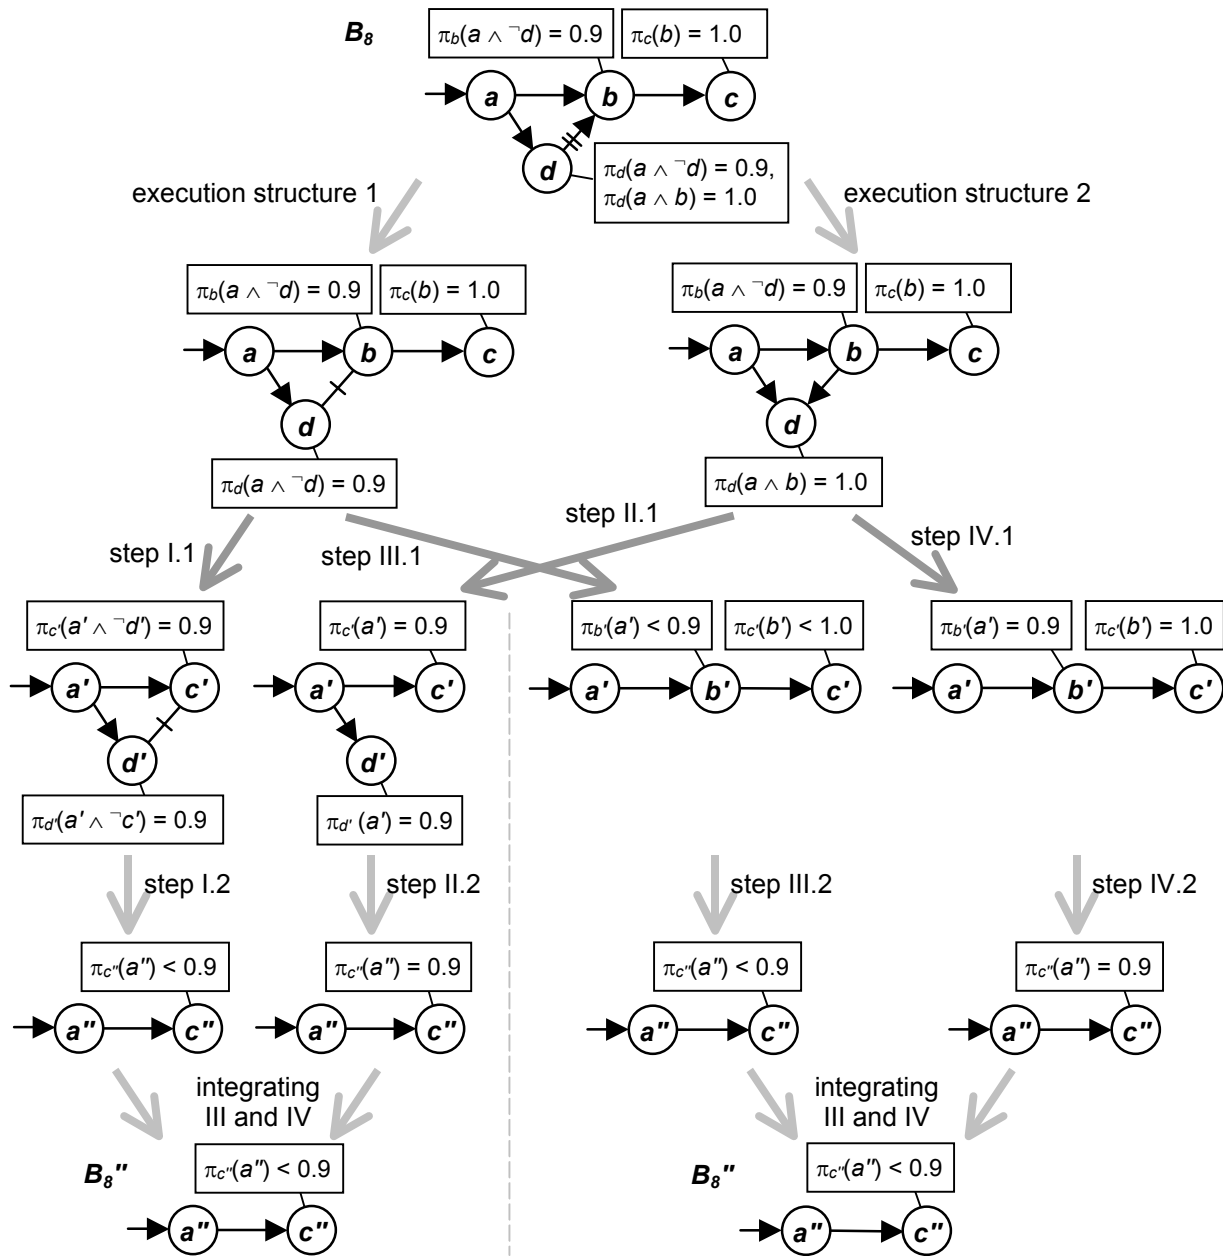 B₈
πb(a ∧ ¬d) = 0.9
πc(b) = 1.0
a
b
c
d
πd(a ∧ ¬d) = 0.9,
πd(a ∧ b) = 1.0
execution structure 1
execution structure 2
πb(a ∧ ¬d) = 0.9
πc(b) = 1.0
a
b
c
d
πd(a ∧ ¬d) = 0.9
πb(a ∧ ¬d) = 0.9
πc(b) = 1.0
a
b
c
d
πd(a ∧ b) = 1.0
step I.1
step III.1
step II.1
step IV.1
πc'(a' ∧ ¬d') = 0.9
a'
c'
d'
πd'(a' ∧ ¬c') = 0.9
πc'(a') = 0.9
a'
c'
d'
πd' (a') = 0.9
πb'(a') < 0.9
πc'(b') < 1.0
a'
b'
c'
πb'(a') = 0.9
πc'(b') = 1.0
a'
b'
c'
step I.2
step II.2
step III.2
step IV.2
πc''(a'') < 0.9
a''
c''
πc''(a'') = 0.9
a''
c''
πc''(a'') < 0.9
a''
c''
πc''(a'') = 0.9
a''
c''
integrating
III and IV
B₈''
πc''(a'') < 0.9
a''
c''
integrating
III and IV
B₈''
πc''(a'') < 0.9
a''
c''